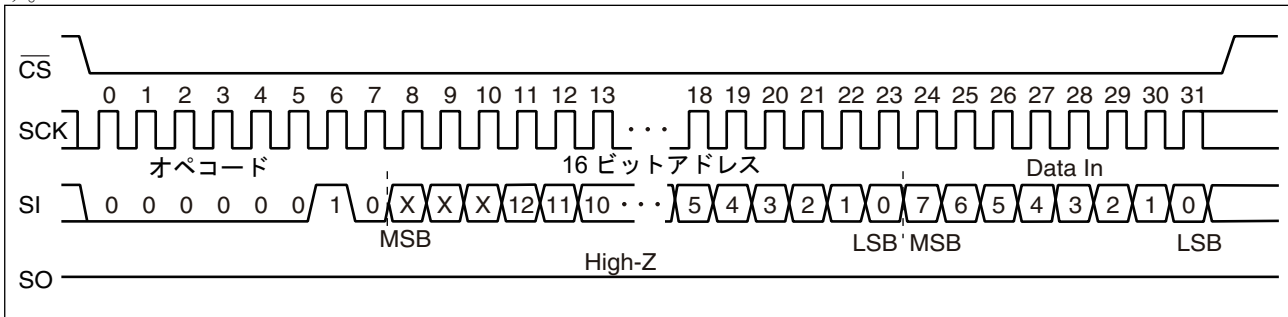 CS
0 1 2 3 4 5 6 7 8 9 10 11 12 13 18 19 20 21 22 23 24 25 26 27 28 29 30 31
SCK ···
オペコード 16 ビットアドレス Data In
SI 0 0 0 0 0 0 1 0 X X X 12 11 10 ··· 5 4 3 2 1 0 7 6 5 4 3 2 1 0
MSB LSB MSB LSB
High-Z
SO